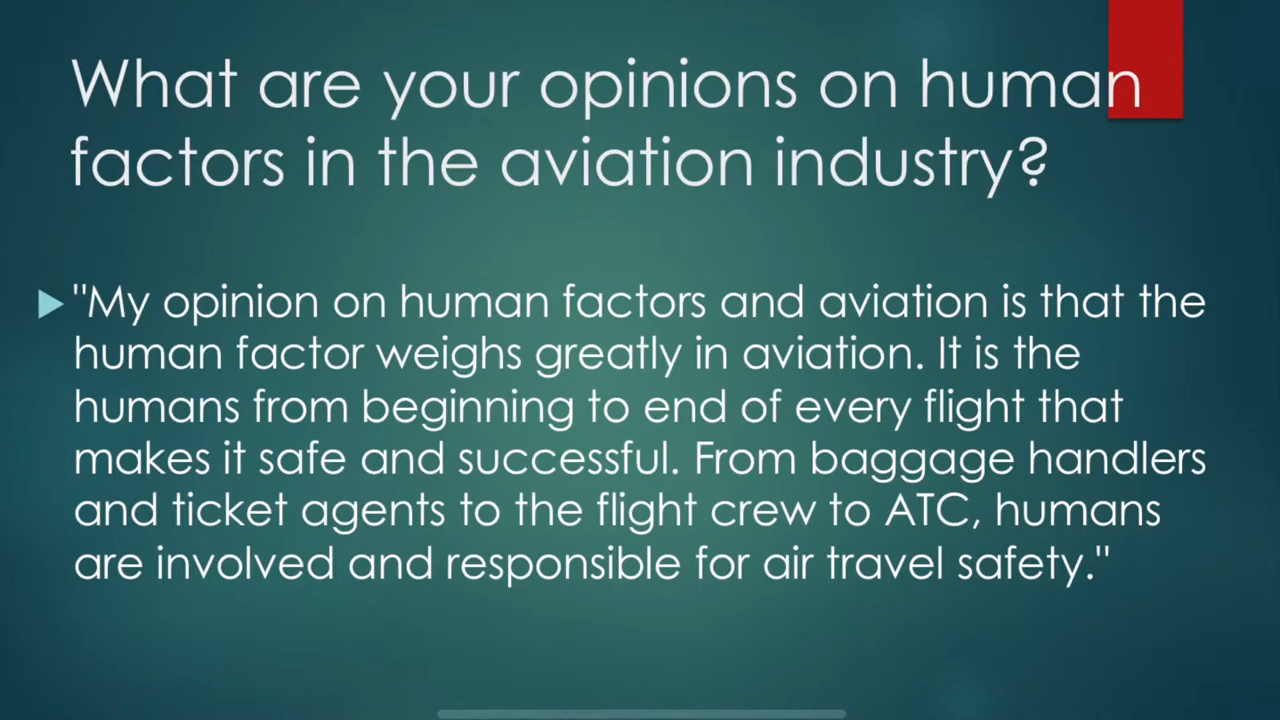 What are your opinions on human
factors in the aviation industry?
"My opinion on human factors and aviation is that the
human factor weighs greatly in aviation. It is the
humans from beginning to end of every flight that
makes it safe and successful. From baggage handlers
and ticket agents to the flight crew to ATC, humans
are involved and responsible for air travel safety."